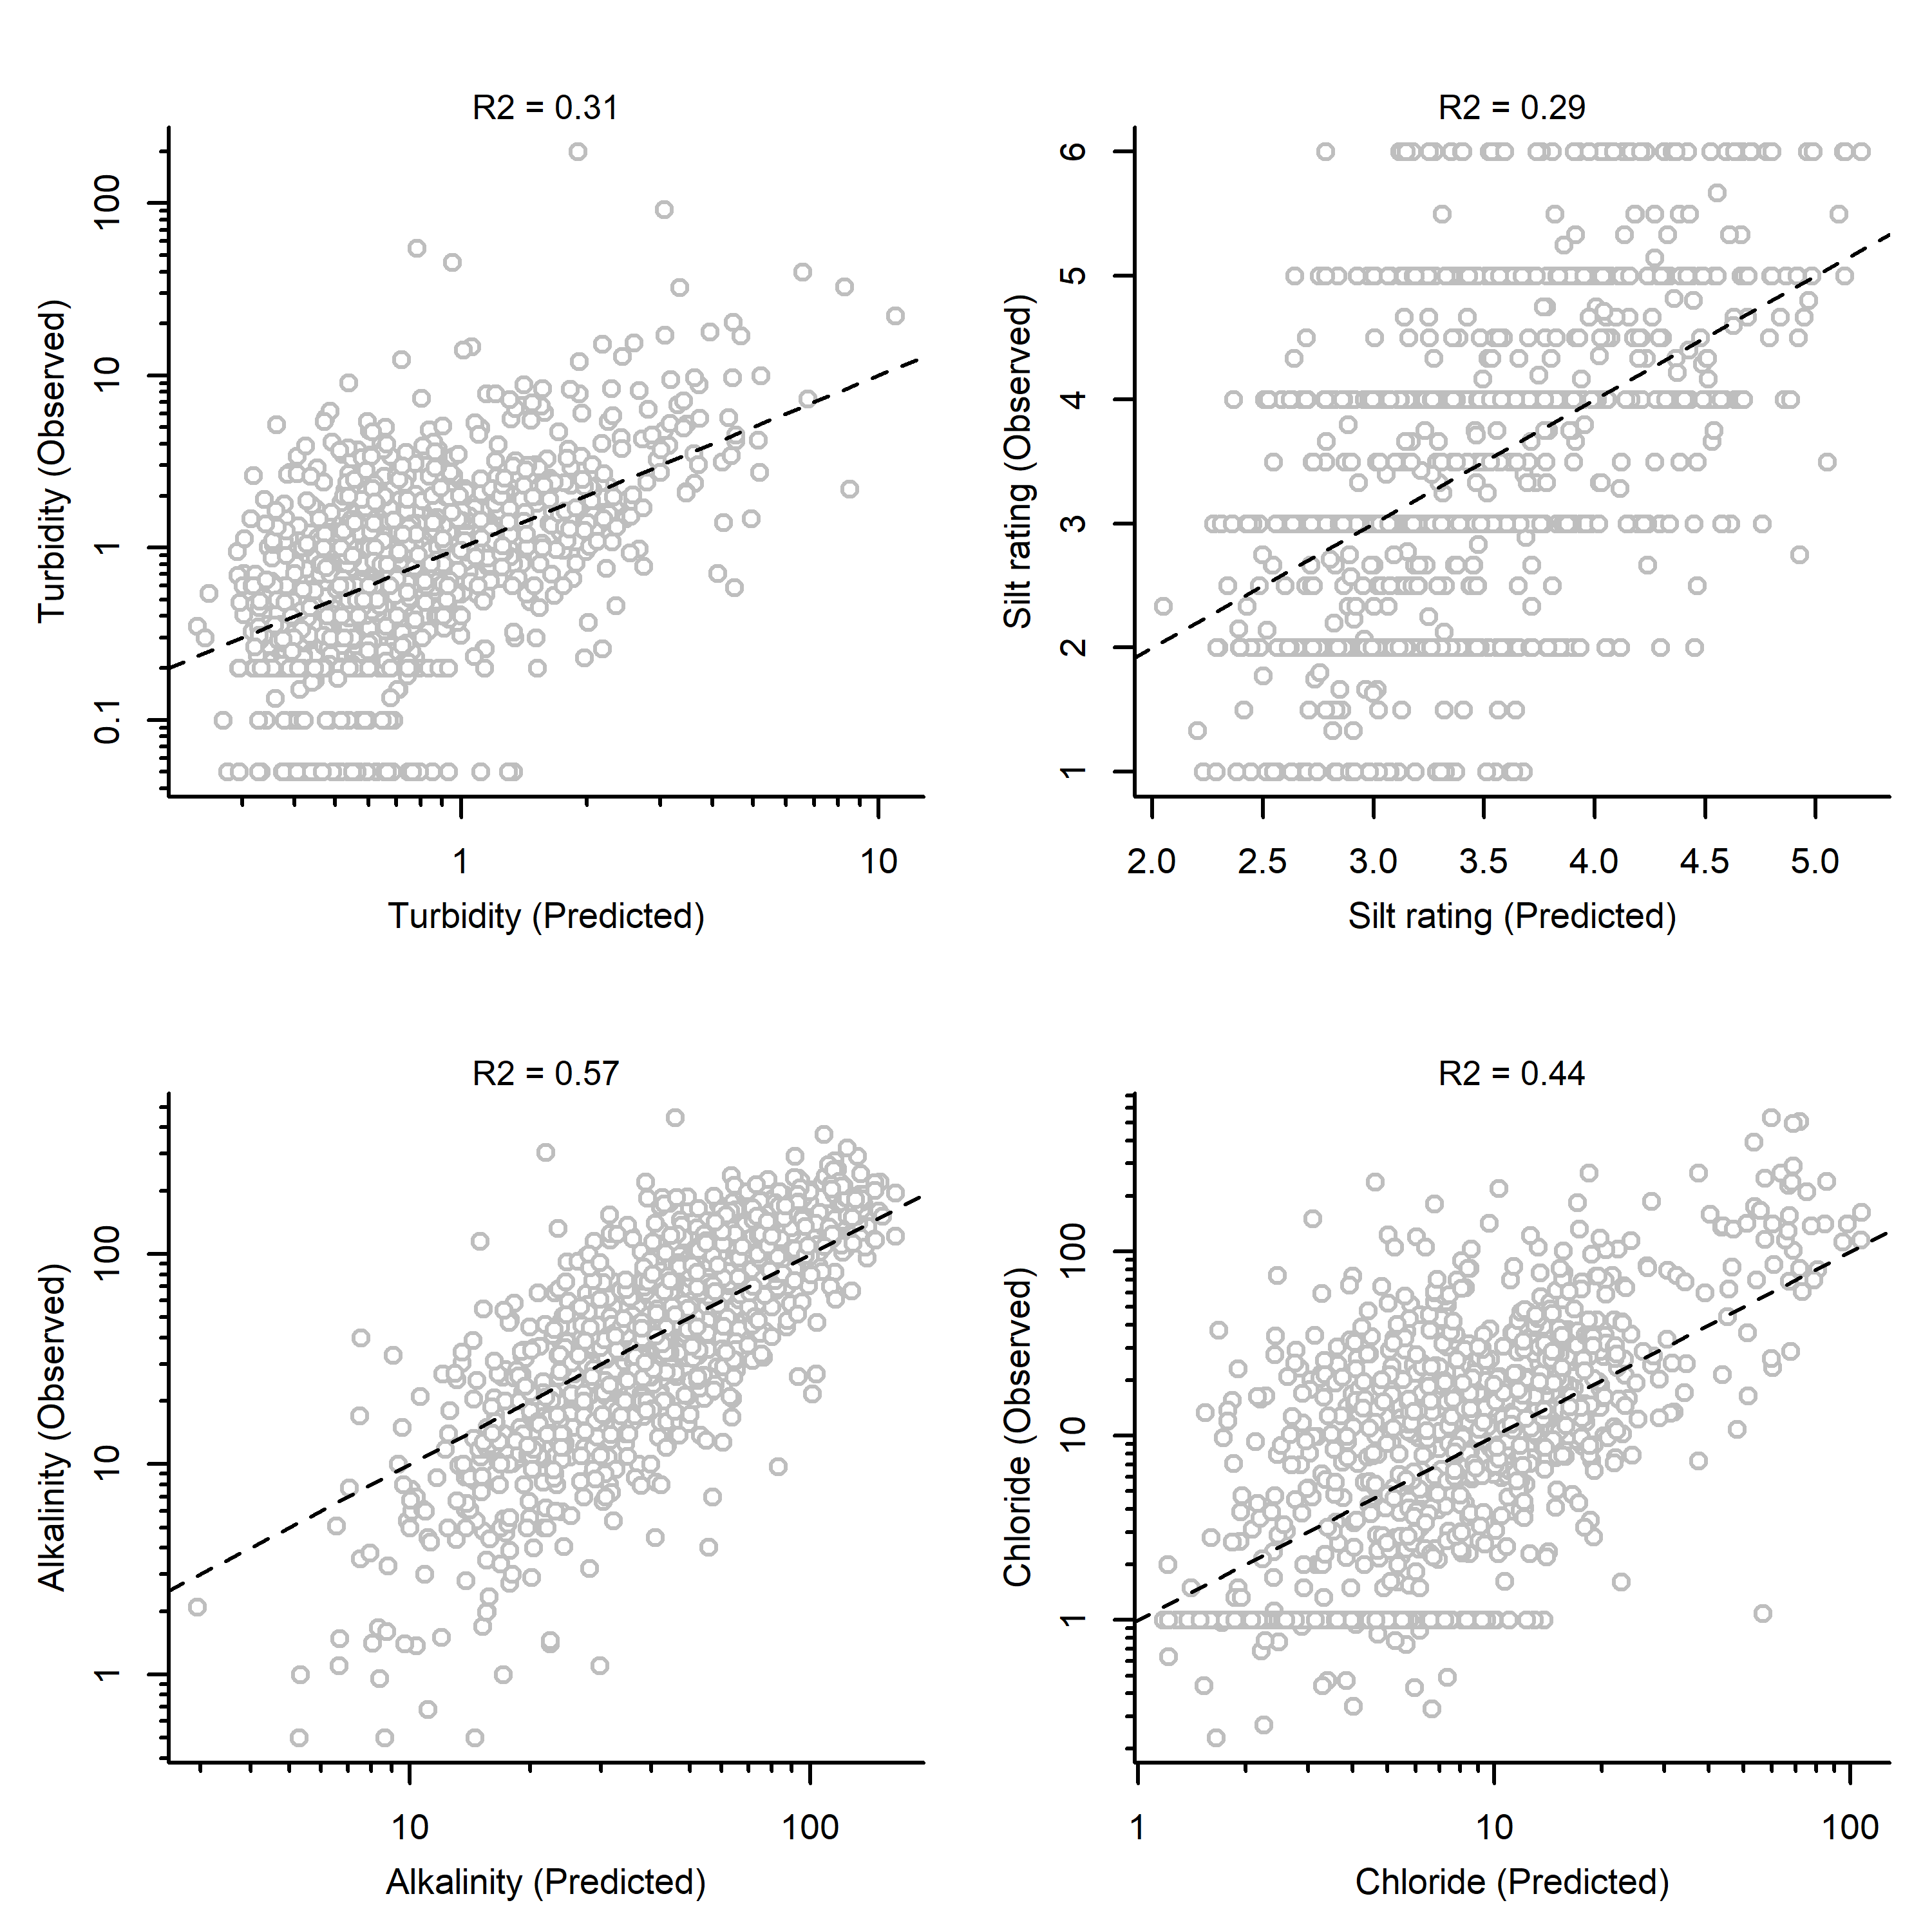 R2 = 0.31
Turbidity (Observed)
100
10
1
0.1
1 10
Turbidity (Predicted)
R2 = 0.29
Silt rating (Observed)
6
5
4
3
2
1
2.0 2.5 3.0 3.5 4.0 4.5 5.0
Silt rating (Predicted)
R2 = 0.57
Alkalinity (Observed)
100
10
1
10 100
Alkalinity (Predicted)
R2 = 0.44
Chloride (Observed)
100
10
1
1 10 100
Chloride (Predicted)